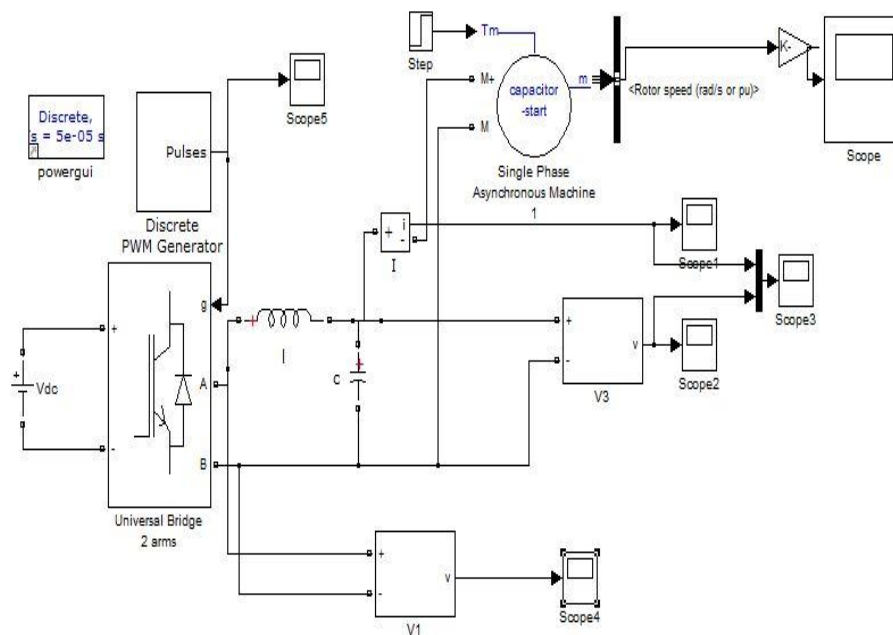 Discrete,
s = 5e-05 s
powergui
Pulses
Discrete
PWM Generator
Scope5
Step
Tm
M+
M
capacitor
-start
m
Single Phase
Asynchronous Machine
1
<Rotor speed (rad/s or pu)>
K-
Scope
+
-
i
I
Scope1
Scope3
g
A
B
+
-
Universal Bridge
2 arms
+
Vdc
+
l
+
c
+
-
v
V3
Scope2
+
-
v
V1
Scope4